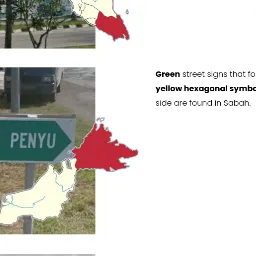 Green street signs that fo
yellow hexagonal symbo
side are found in Sabah.
PENYU